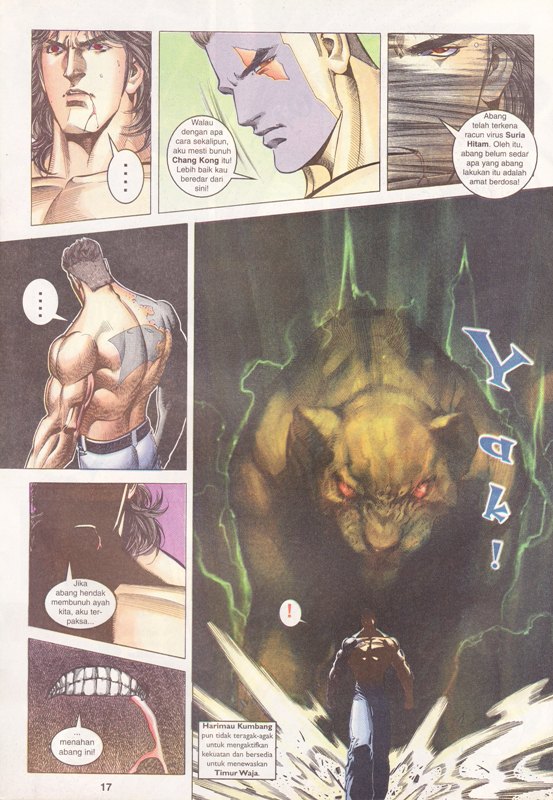 ....
Walau
dengan apa
cara sekalipun,
aku mesti bunuh
Chang Kong itu!
Lebih baik kau
beredar dari
sini!
Abang
telah terkena
racun virus Suria
Hitam. Oleh itu,
abang belum sedar
apa yang abang
lakukan itu adalah
amat berdosa!
....
Yak!
Jika
abang hendak
membunuh ayah
kita, aku ter-
paksa...
...
menahan
abang ini!
!
Harimau Kumbang
pun tidak teragak-agak
untuk mengaktifkan
kekuatan dan bersedia
untuk menewaskan
Timur Waja.
17